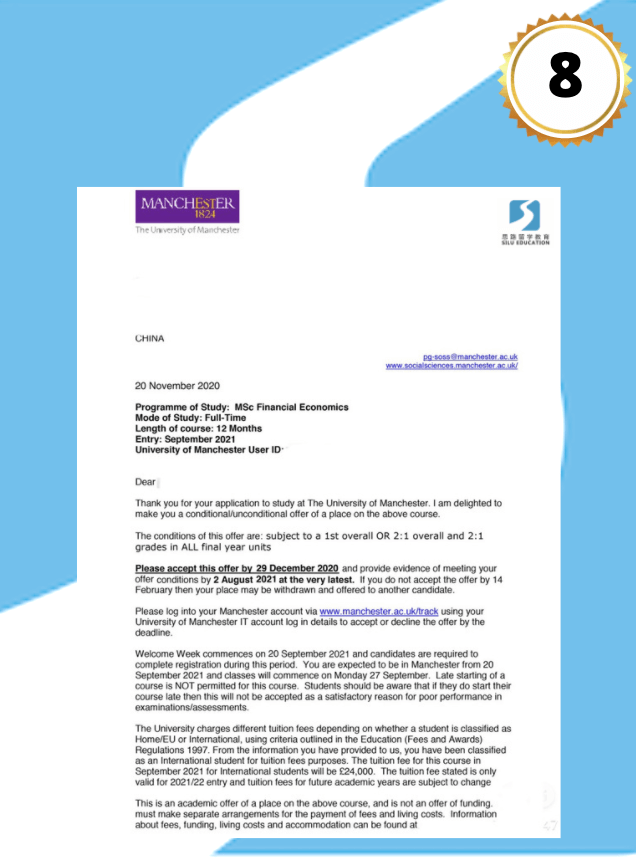 8
MANCHESTER
1824
The University of Manchester
思路留学教育
SILU EDUCATION
CHINA
pg-soss@manchester.ac.uk
www.socialsciences.manchester.ac.uk/
20 November 2020
Programme of Study: MSc Financial Economics
Mode of Study: Full-Time
Length of course: 12 Months
Entry: September 2021
University of Manchester User ID
Dear
Thank you for your application to study at The University of Manchester. I am delighted to
make you a conditional/unconditional offer of a place on the above course.
The conditions of this offer are: subject to a 1st overall OR 2:1 overall and 2:1
grades in ALL final year units
Please accept this offer by 29 December 2020 and provide evidence of meeting your
offer conditions by 2 August 2021 at the very latest. If you do not accept the offer by 14
February then your place may be withdrawn and offered to another candidate.
Please log into your Manchester account via www.manchester.ac.uk/track using your
University of Manchester IT account log in details to accept or decline the offer by the
deadline.
Welcome Week commences on 20 September 2021 and candidates are required to
complete registration during this period. You are expected to be in Manchester from 20
September 2021 and classes will commence on Monday 27 September. Late starting of a
course is NOT permitted for this course. Students should be aware that if they do start their
course late then this will not be accepted as a satisfactory reason for poor performance in
examinations/assessments.
The University charges different tuition fees depending on whether a student is classified as
Home/EU or International, using criteria outlined in the Education (Fees and Awards)
Regulations 1997. From the information you have provided to us, you have been classified
as an International student for tuition fees purposes. The tuition fee for this course in
September 2021 for International students will be £24,000. The tuition fee stated is only
valid for 2021/22 entry and tuition fees for future academic years are subject to change
This is an academic offer of a place on the above course, and is not an offer of funding.
must make separate arrangements for the payment of fees and living costs. Information
about fees, funding, living costs and accommodation can be found at